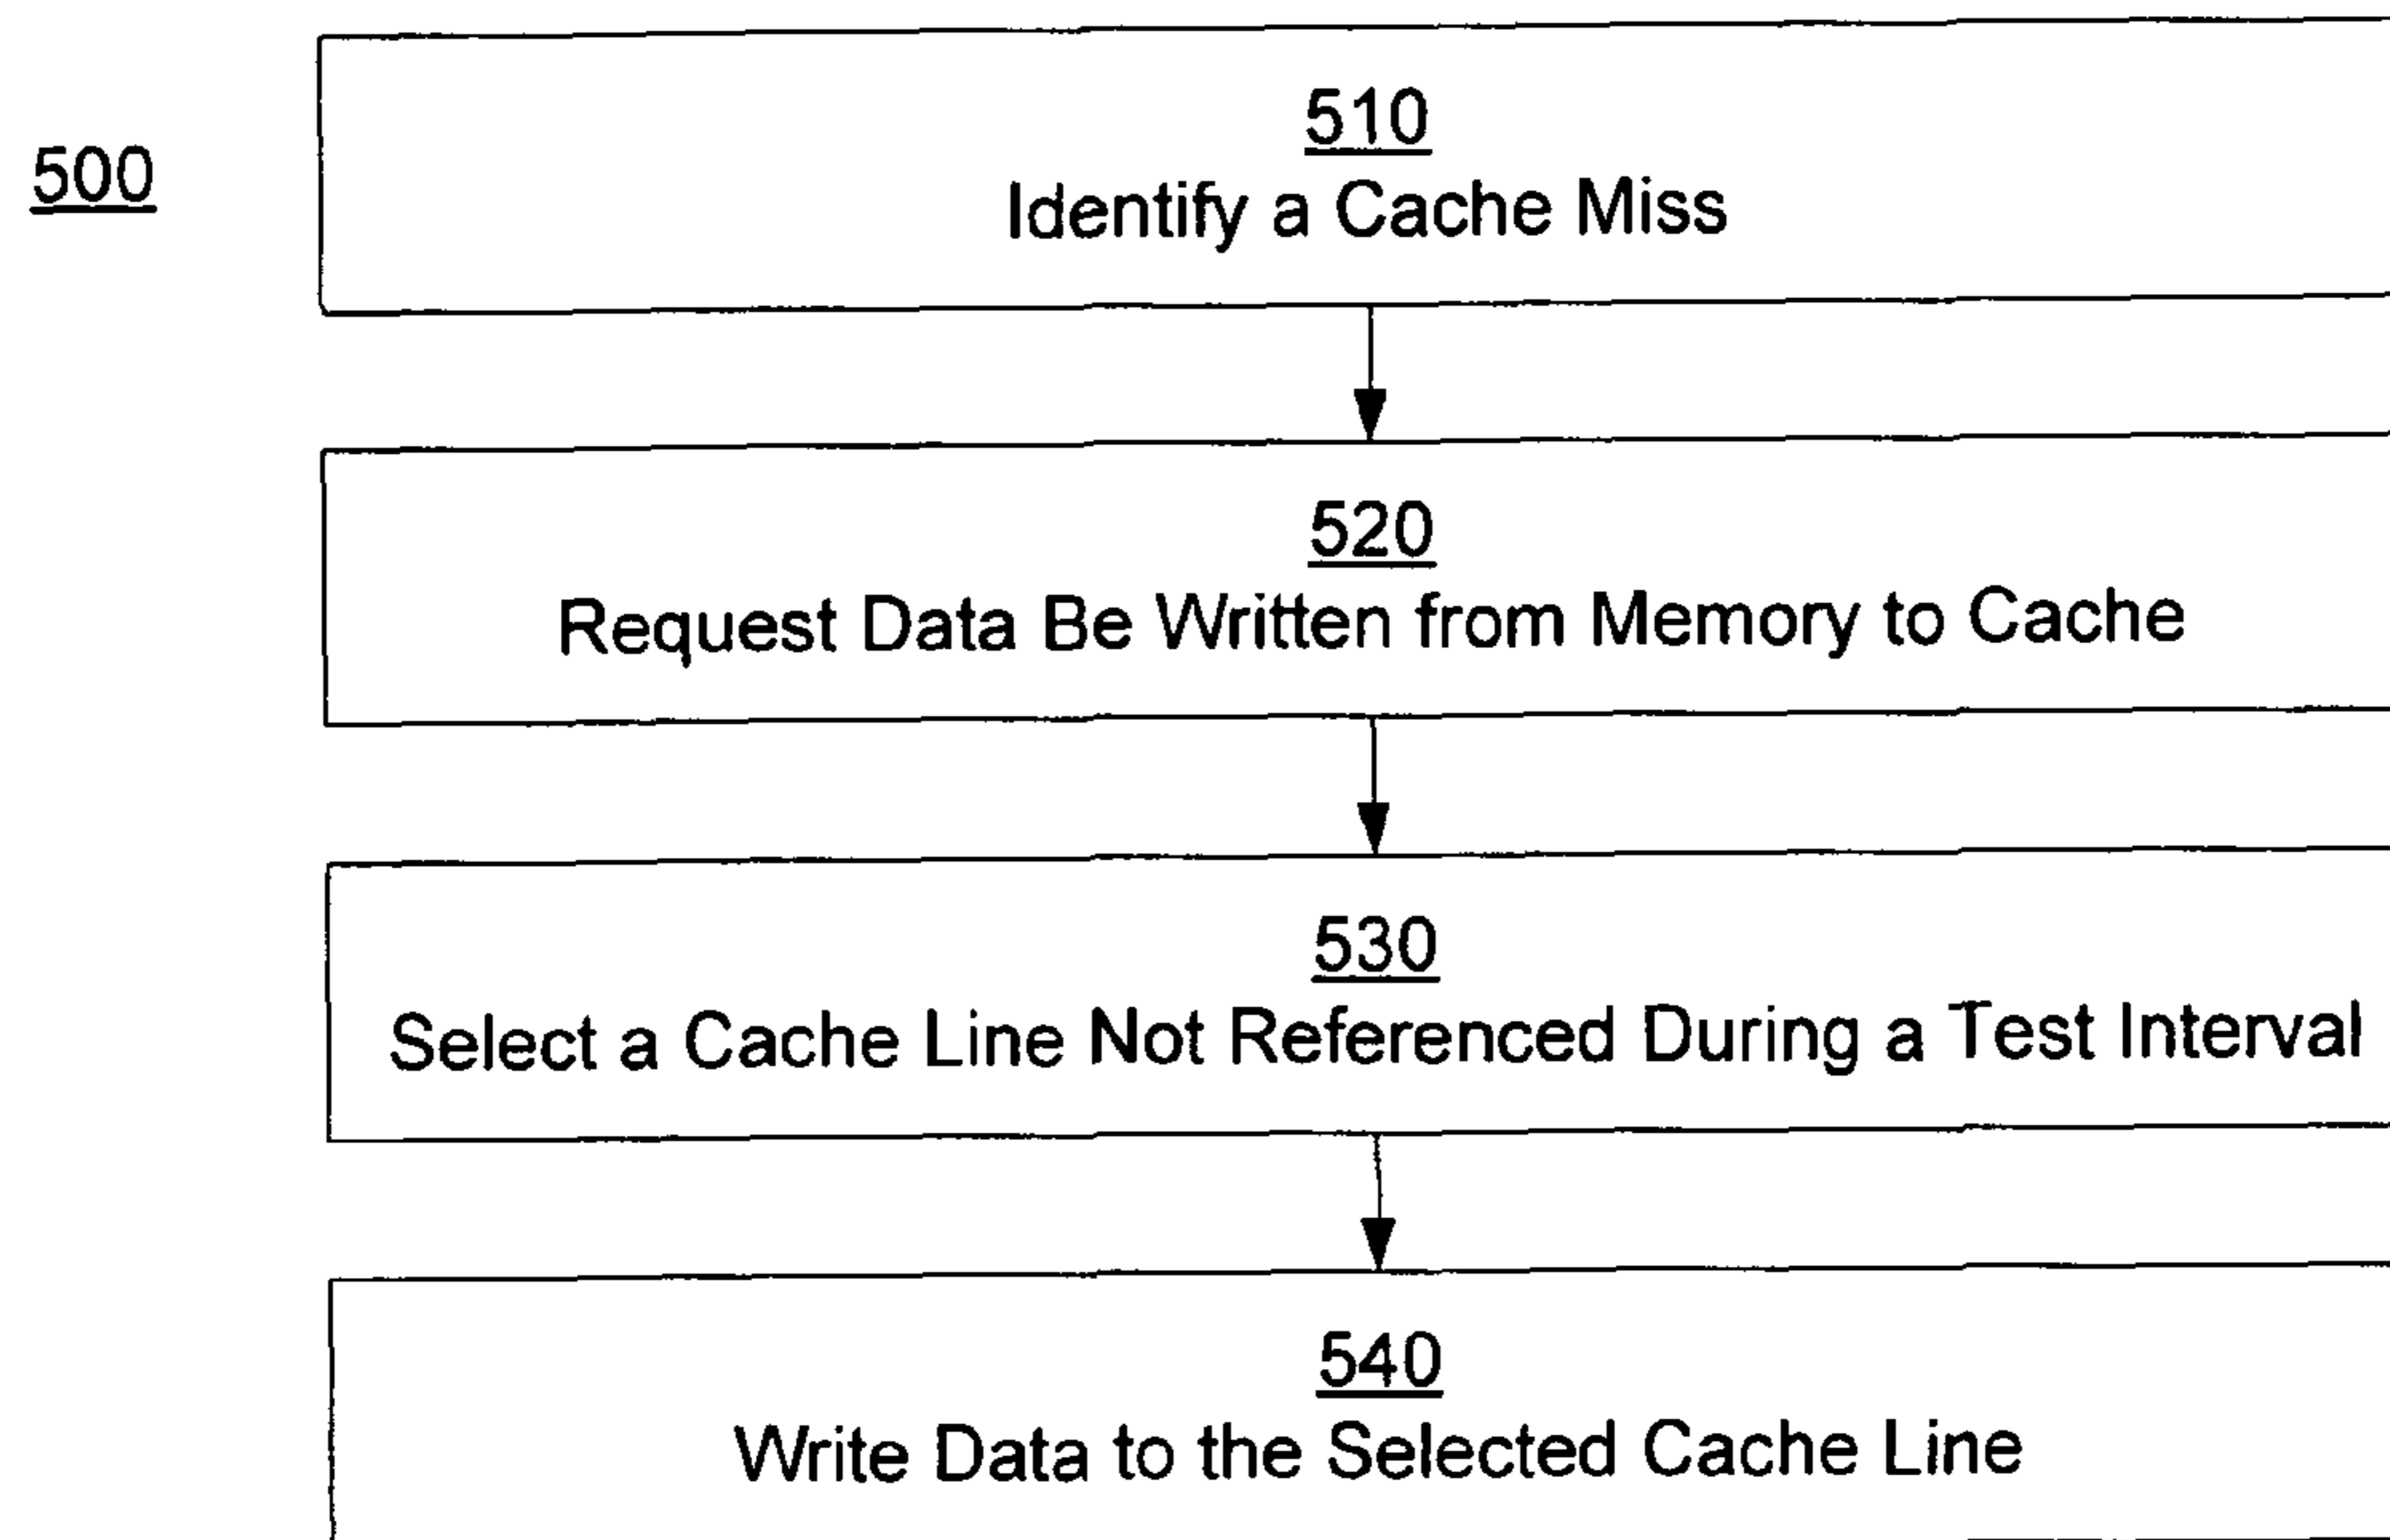 500
510
Identify a Cache Miss
520
Request Data Be Written from Memory to Cache
530
Select a Cache Line Not Referenced During a Test Interval
540
Write Data to the Selected Cache Line